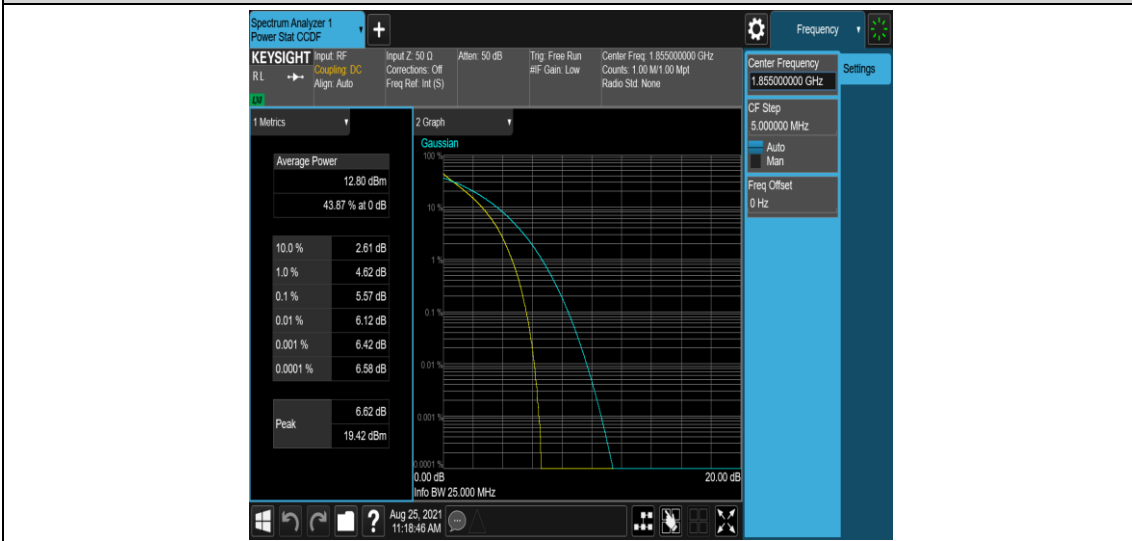 Spectrum Analyzer 1
Power Stat CCDF
+
Frequency
KEYSIGHT
Input: RF
Coupling: DC
Align: Auto
RL
LXI
Input Z: 50 Ω
Corrections: Off
Freq Ref: Int (S)
Atten: 50 dB
Trig: Free Run
#IF Gain: Low
Center Freq: 1.855000000 GHz
Counts: 1.00 M/1.00 Mpt
Radio Std: None
Center Frequency
1.855000000 GHz
Settings
CF Step
5.000000 MHz
Auto
Man
Freq Offset
0 Hz
1 Metrics
Average Power
12.80 dBm
43.87 % at 0 dB
10.0 % 2.61 dB
1.0 % 4.62 dB
0.1 % 5.57 dB
0.01 % 6.12 dB
0.001 % 6.42 dB
0.0001 % 6.58 dB
Peak
6.62 dB
19.42 dBm
2 Graph
Gaussian
100 %
10 %
1 %
0.1 %
0.01 %
0.001 %
0.0001 %
0.00 dB
20.00 dB
Info BW 25.000 MHz
?
Aug 25, 2021
11:18:46 AM